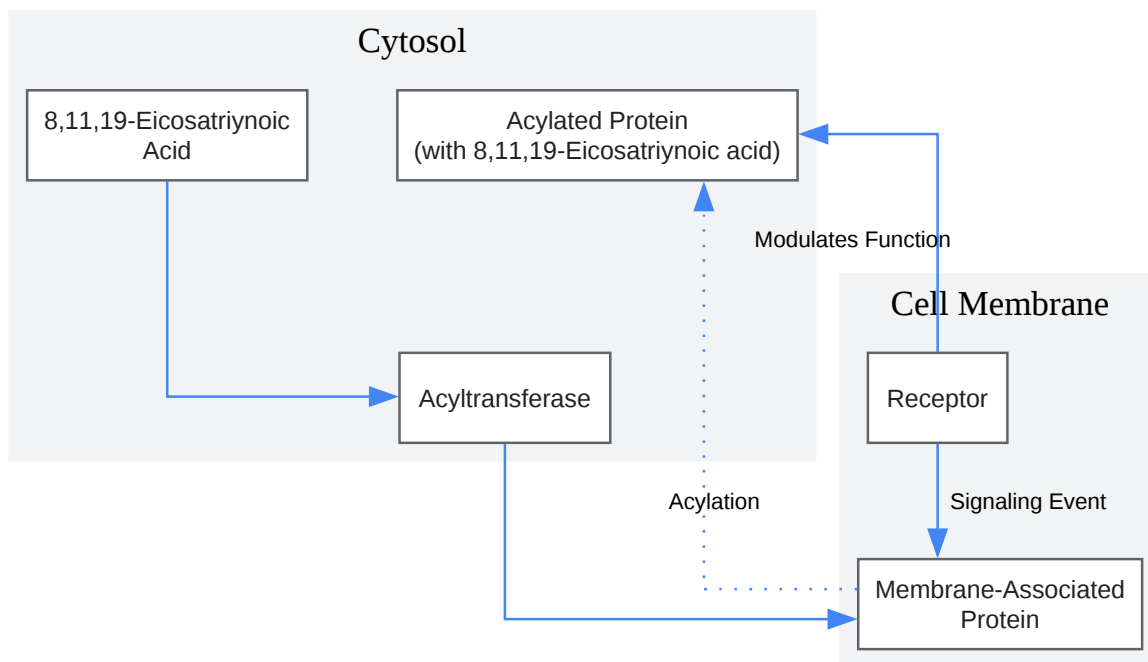 Cytosol
8,11,19-Eicosatriynoic
Acid
Acylated Protein
(with 8,11,19-Eicosatriynoic acid)
Modulates Function
Cell Membrane
Acyltransferase
Receptor
Acylation
Signaling Event
Membrane-Associated
Protein